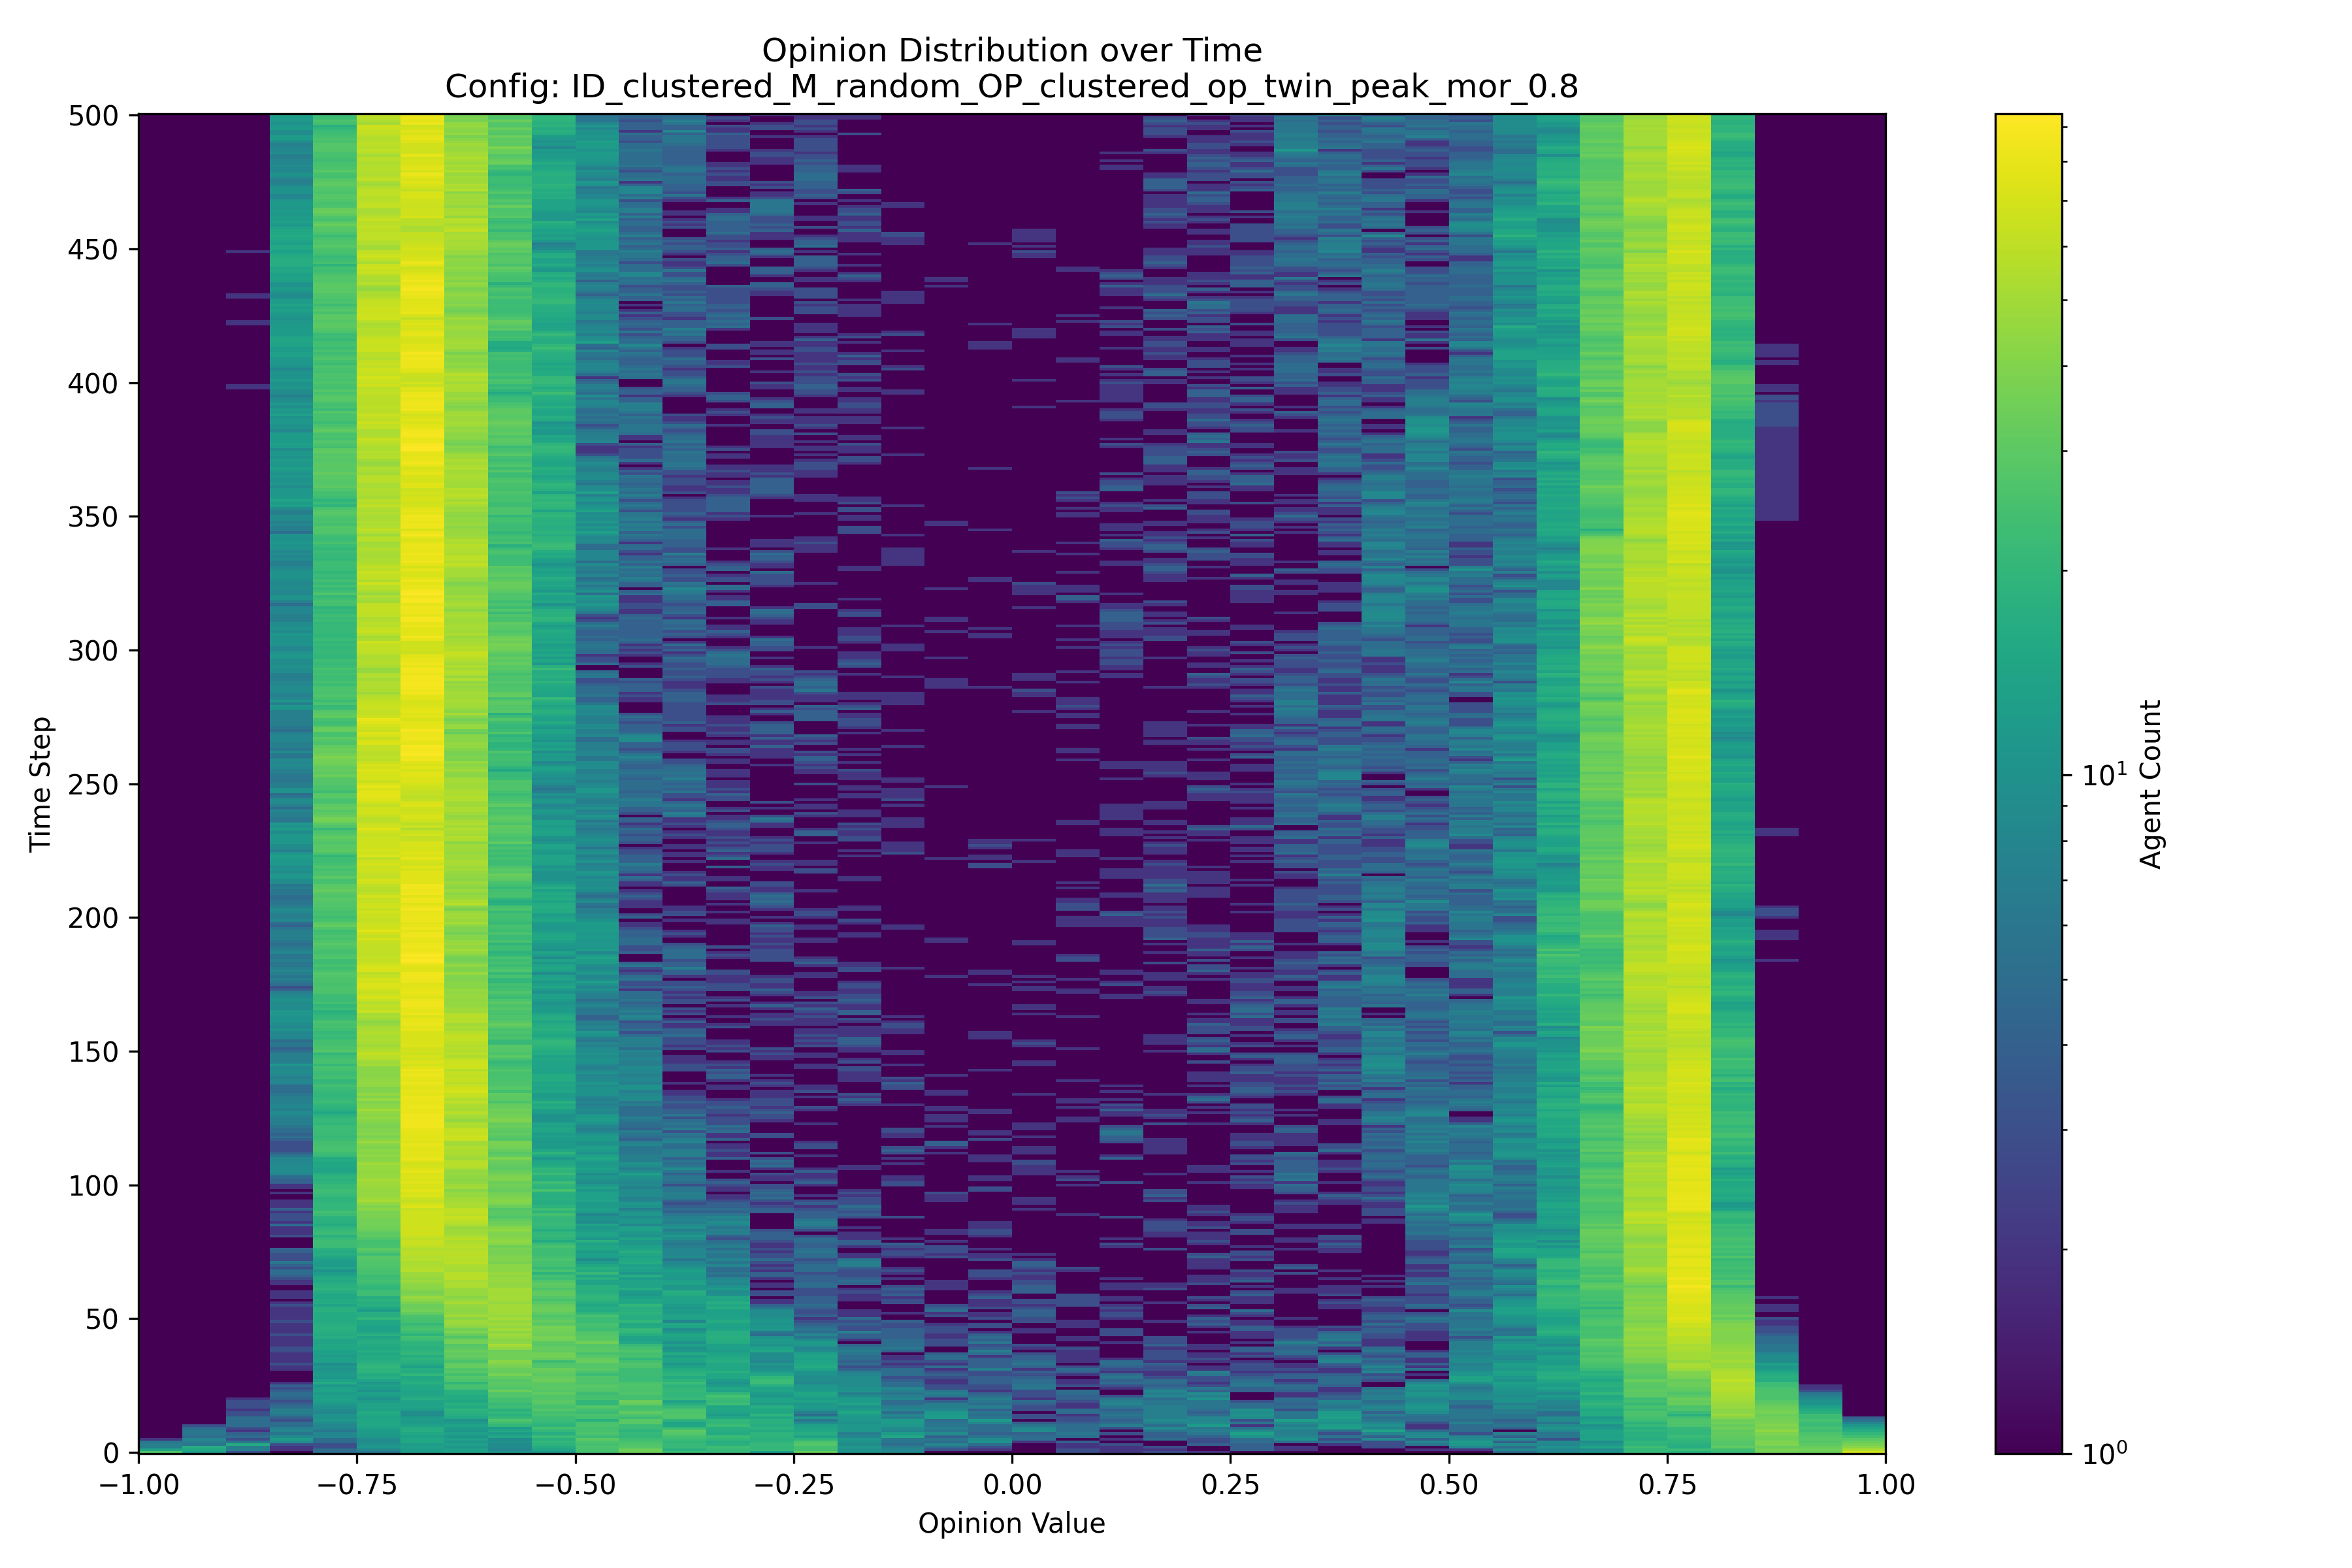 Opinion Distribution over Time
Config: ID_clustered_M_random_OP_clustered_op_twin_peak_mor_0.8
500
450
400
350
300
250
200
150
100
50
0
Time Step
−1.00 −0.75 −0.50 −0.25 0.00 0.25 0.50 0.75 1.00
Opinion Value
10¹
10⁰
Agent Count